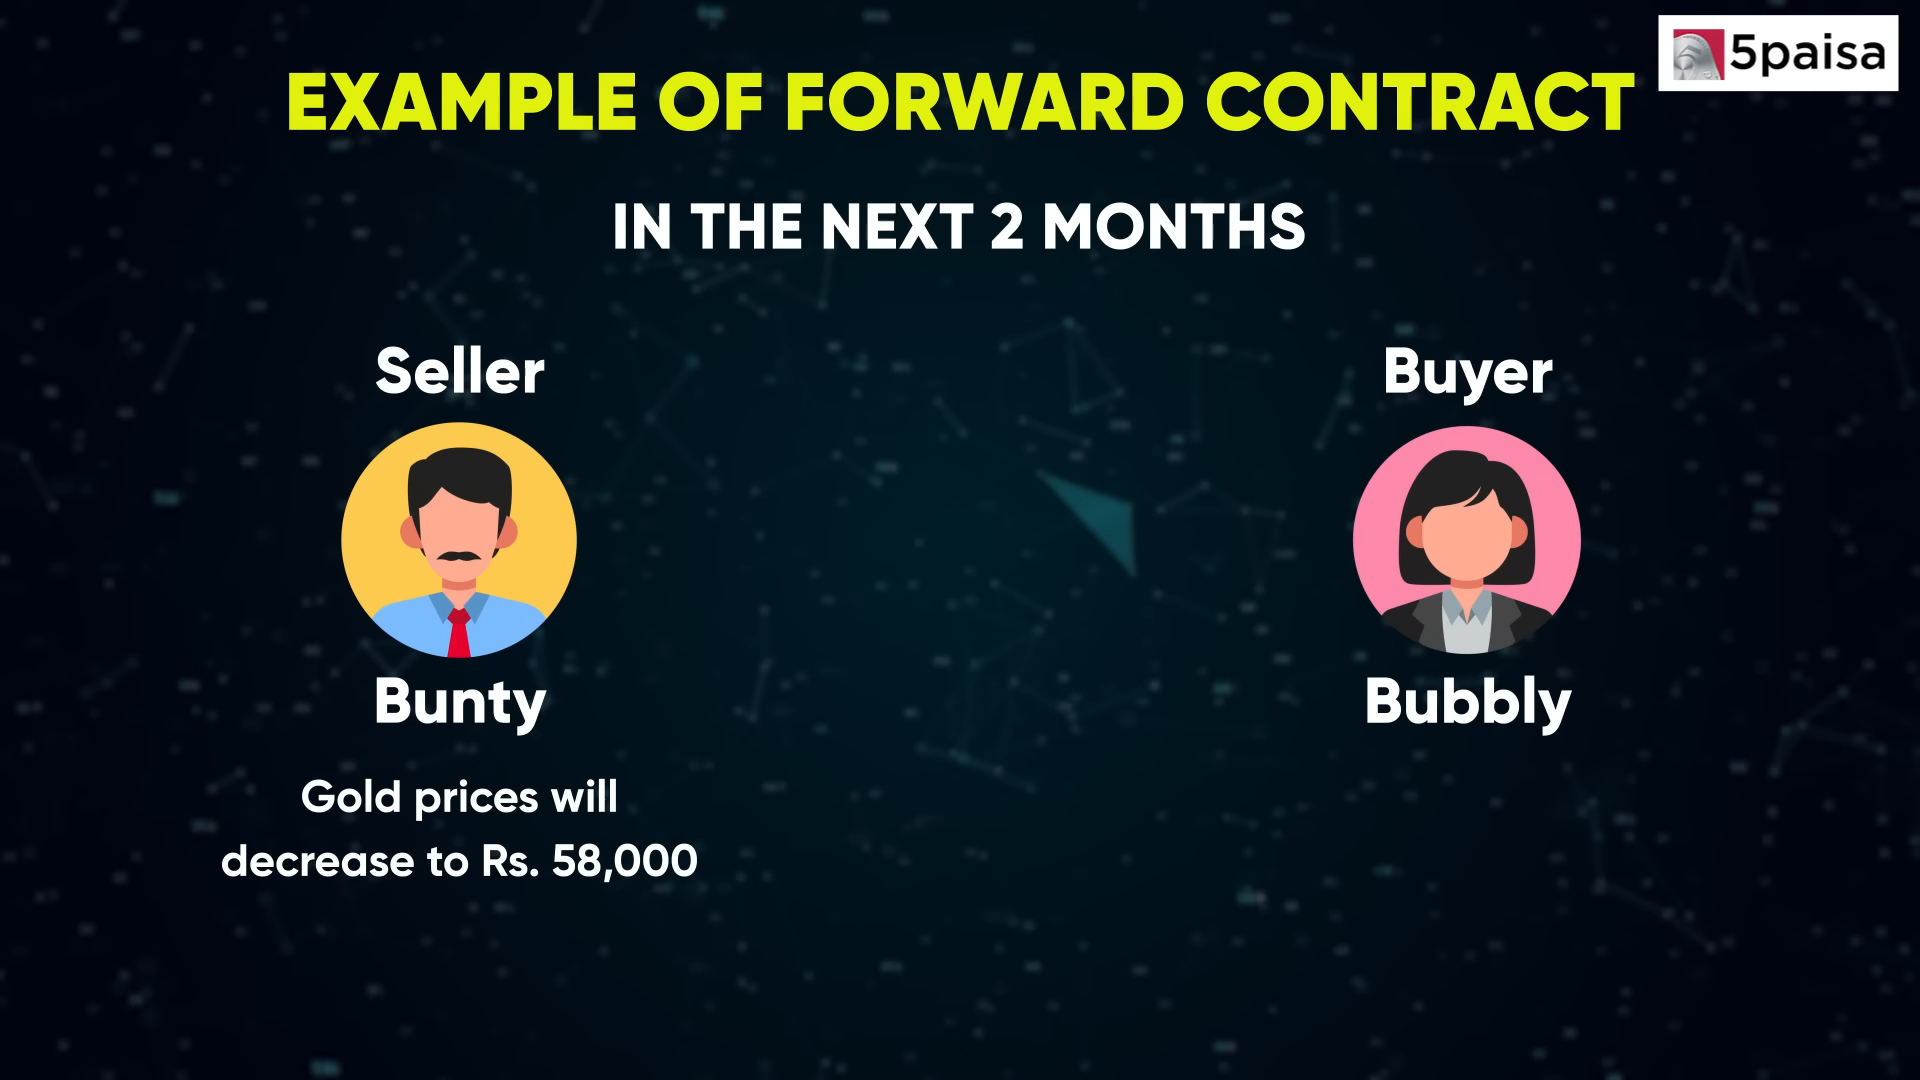 5paisa
EXAMPLE OF FORWARD CONTRACT
IN THE NEXT 2 MONTHS
Seller
Buyer
Bunty
Bubbly
Gold prices will
decrease to Rs. 58,000